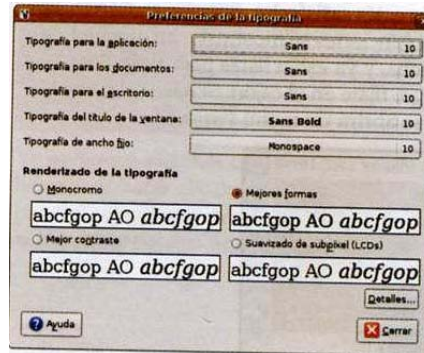 Preferencias de la tipografía
Tipografía para la aplicación: Sans 10
Tipografía para los documentos: Sans 10
Tipografía para el escritorio: Sans 10
Tipografía del título de la ventana: Sans Bold 10
Tipografía de ancho fijo: Monospace 10
Renderizado de la tipografía
Monocromo Mejores formas
abcfgop AO abcfgop abcfgop AO abcfgop
Mejor contraste Suavizado de subpíxel (LCDs)
abcfgop AO abcfgop abcfgop AO abcfgop
Detalles...
Ayuda Cerrar